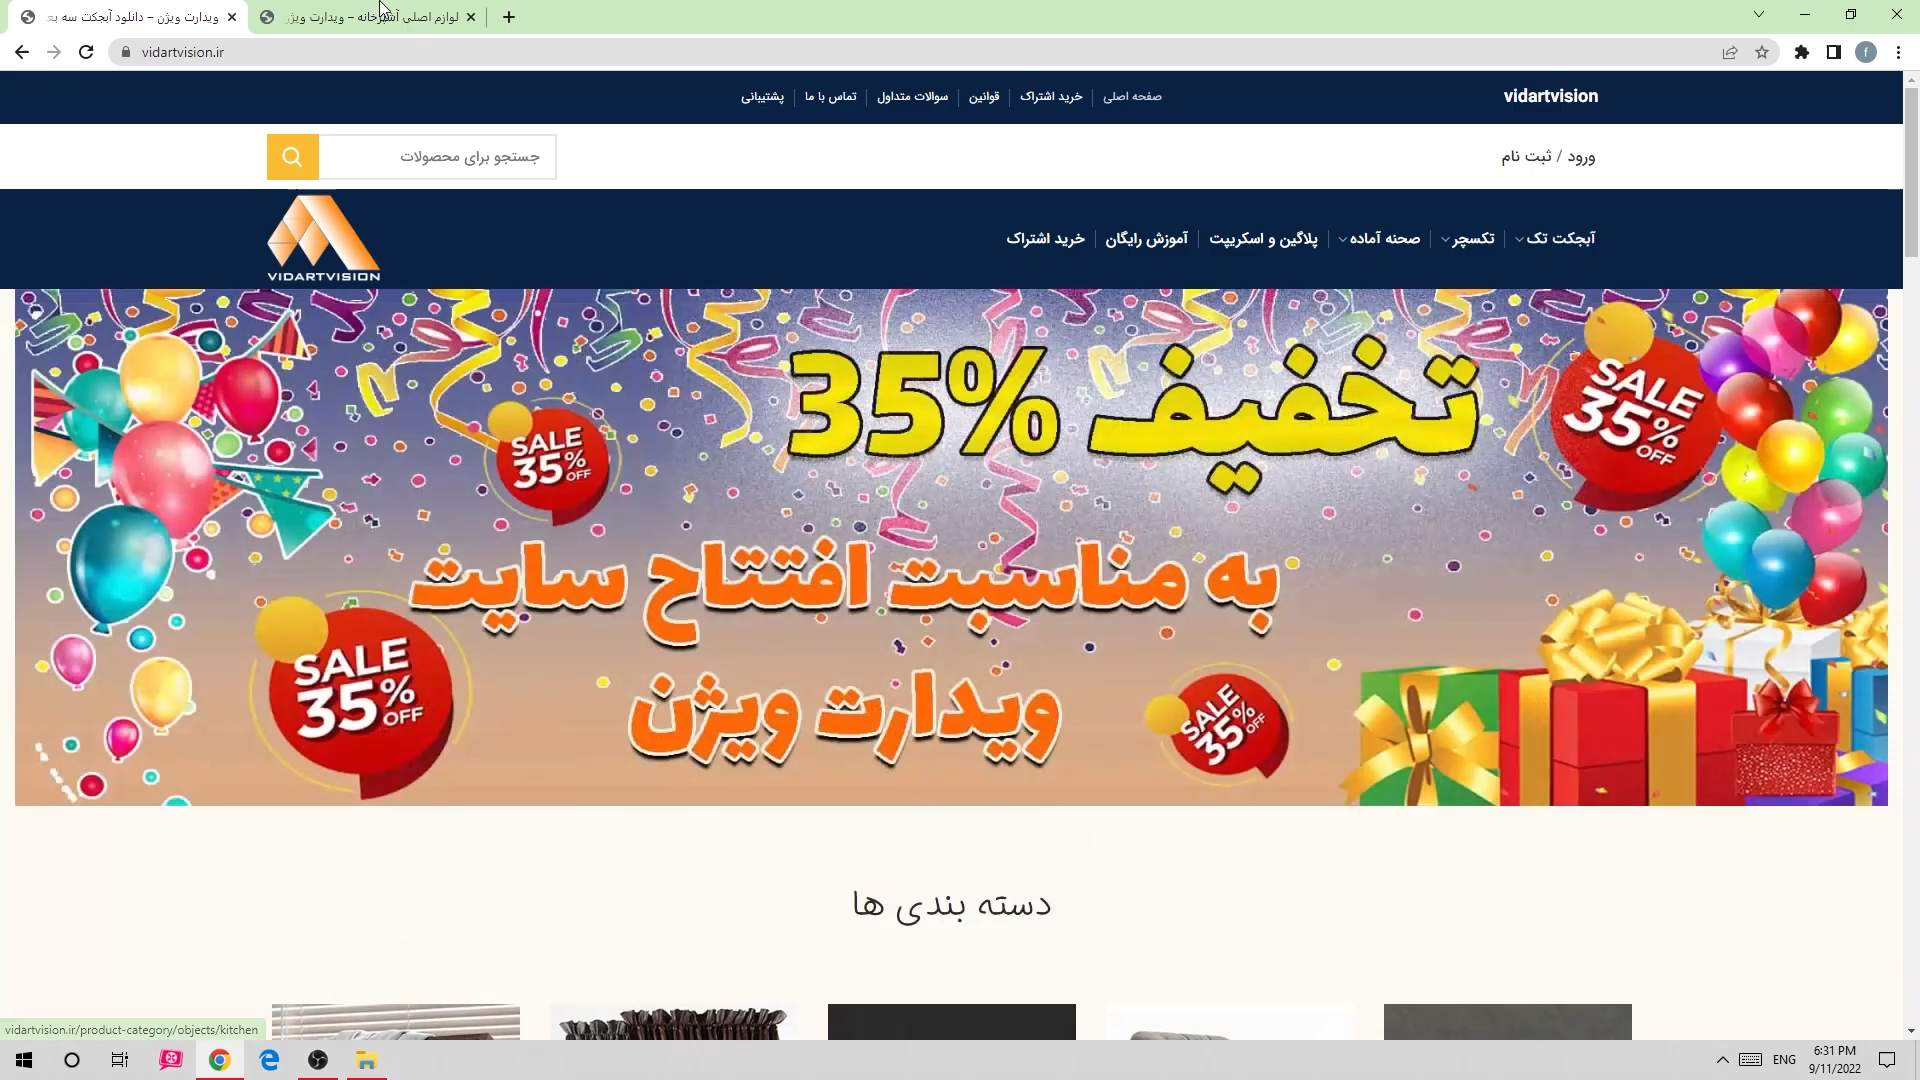 ویدارت ویژن – دانلود آبجکت سه بعد
لوازم اصلی آشپزخانه – ویدارت ویژن
vidartvision.ir
f
صفحه اصلی
خرید اشتراک
قوانین
سوالات متداول
تماس با ما
پشتیبانی
vidartvision
جستجو برای محصولات
ورود / ثبت نام
VIDARTVISION
آبجکت تک
تکسچر
صحنه آماده
پلاگین و اسکریپت
آموزش رایگان
خرید اشتراک
تخفیف 35%
SALE
35%
OFF
SALE
35%
OFF
به مناسبت افتتاح سایت
ویدارت ویژن
SALE
35%
OFF
SALE
35%
OFF
دسته بندی ها
vidartvision.ir/product-category/objects/kitchen
ENG
6:31 PM
9/11/2022